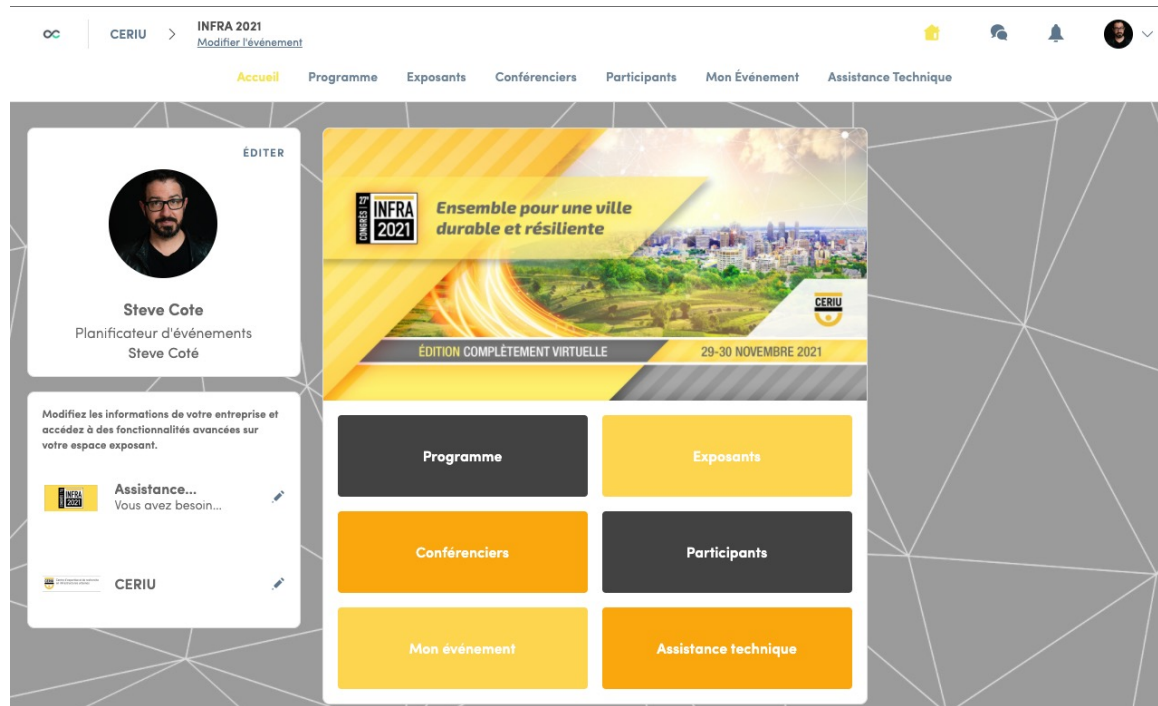 CERIU
INFRA 2021
Modifier l'événement
Accueil
Programme
Exposants
Conférenciers
Participants
Mon Événement
Assistance Technique
ÉDITER
Steve Cote
Planificateur d'événements
Steve Coté
Modifiez les informations de votre entreprise et
accédez à des fonctionnalités avancées sur
votre espace exposant.
INFRA
2021
Assistance...
Vous avez besoin...
CERIU
27e CONGRÈS
INFRA
2021
Ensemble pour une ville
durable et résiliente
CERIU
ÉDITION COMPLÈTEMENT VIRTUELLE
29-30 NOVEMBRE 2021
Programme
Exposants
Conférenciers
Participants
Mon événement
Assistance technique